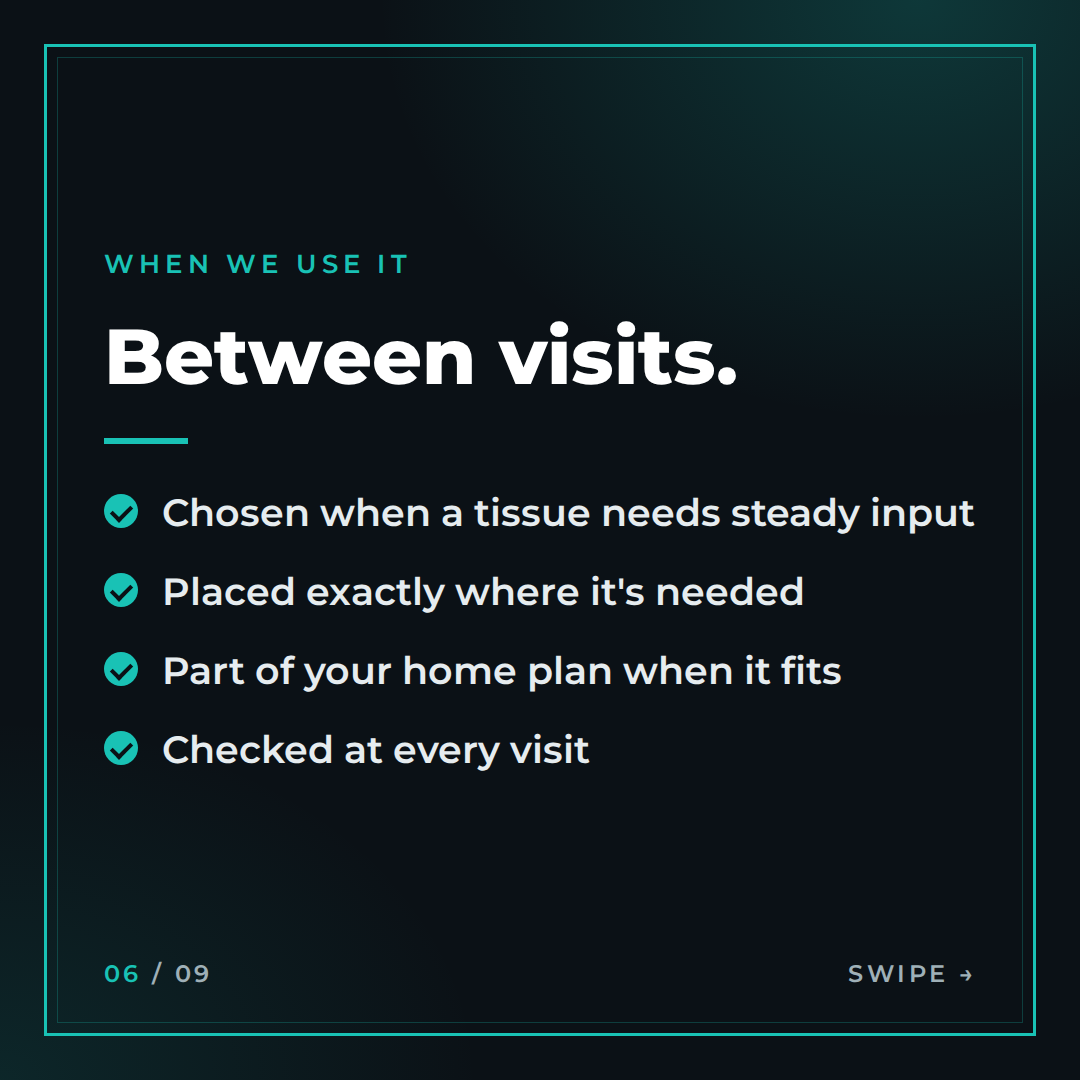 WHEN WE USE IT
Between visits.
Chosen when a tissue needs steady input
Placed exactly where it's needed
Part of your home plan when it fits
Checked at every visit
06 / 09
SWIPE →